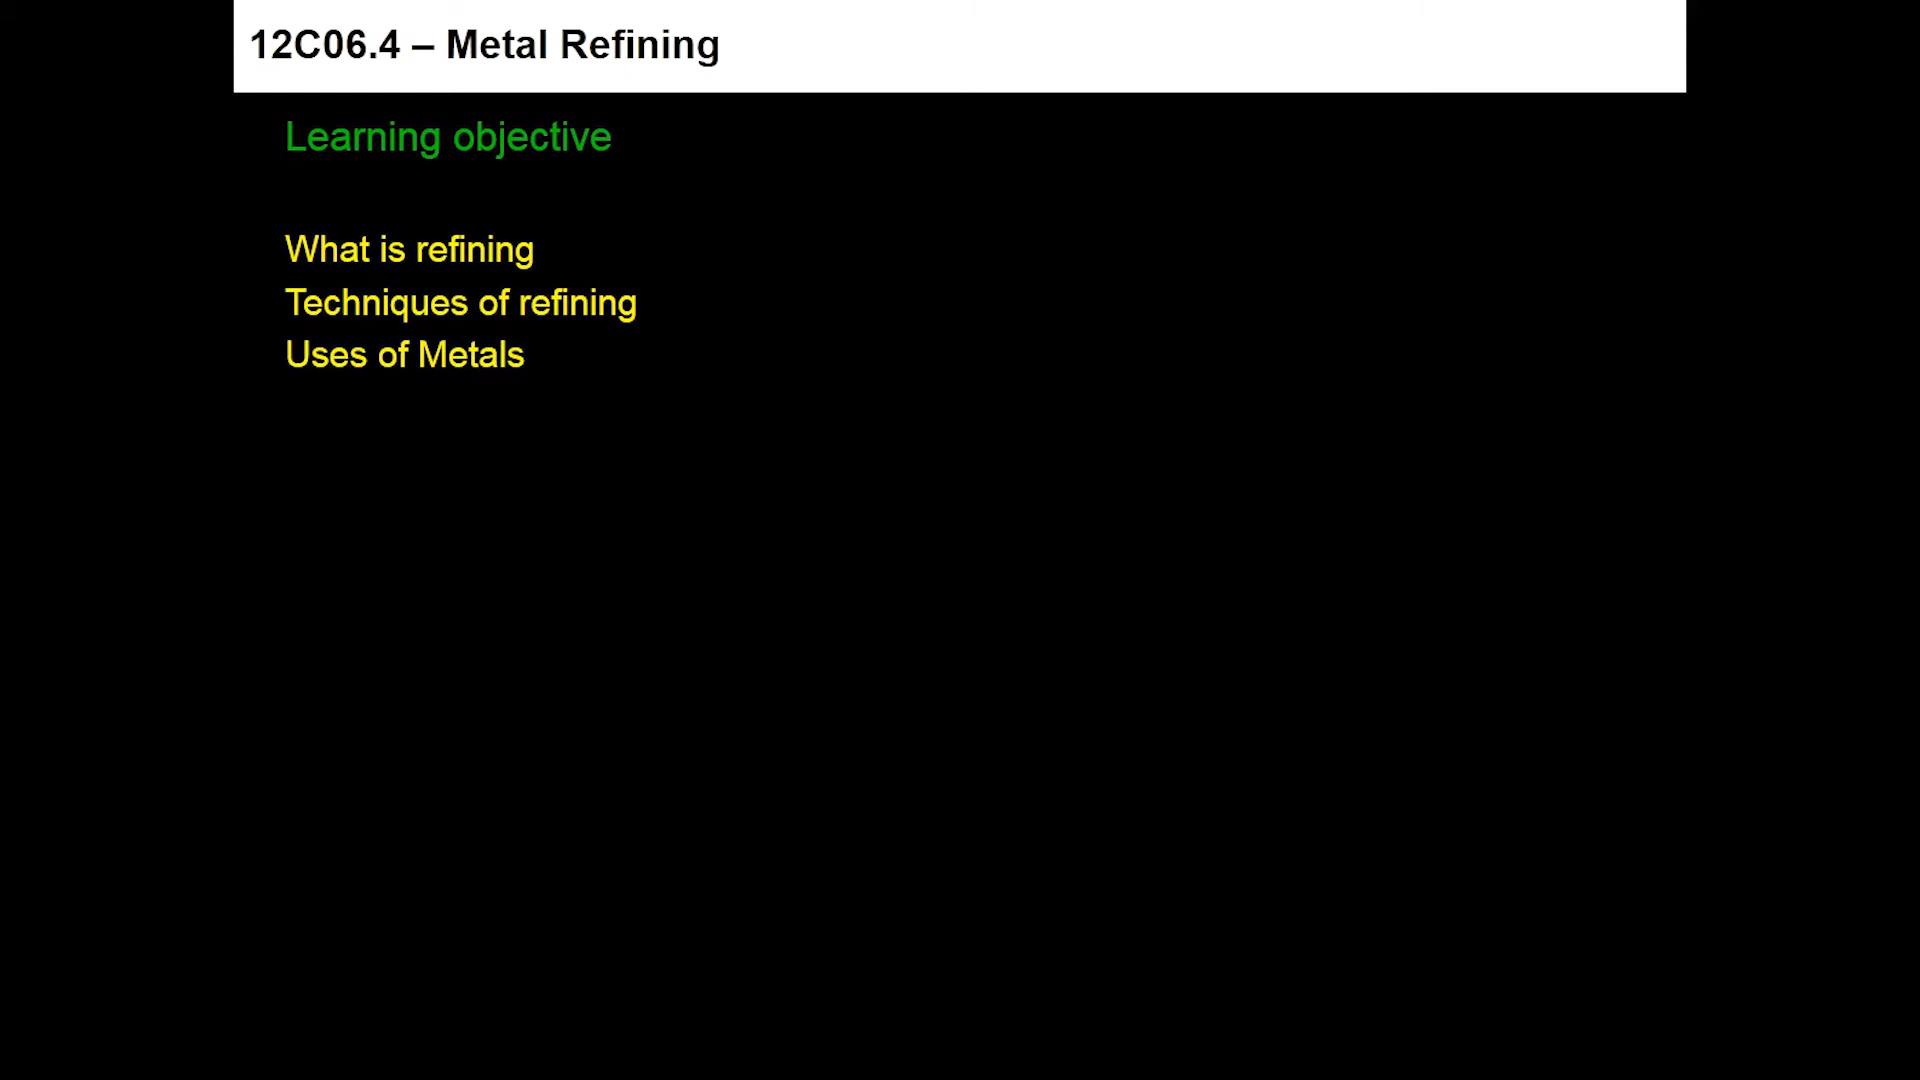 12C06.4 – Metal Refining
Learning objective
What is refining
Techniques of refining
Uses of Metals